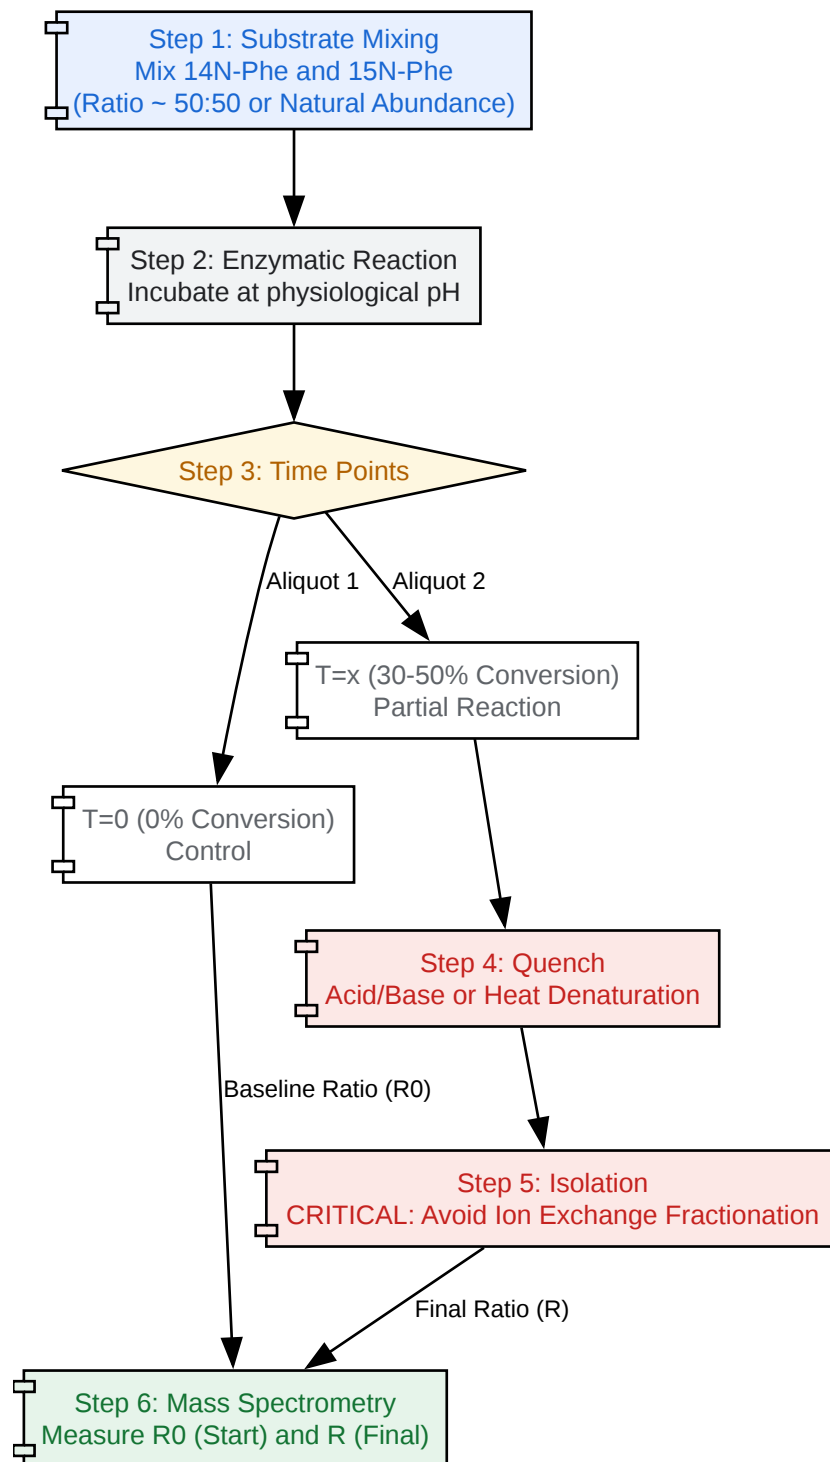 Step 1: Substrate Mixing
Mix 14N-Phe and 15N-Phe
(Ratio ~ 50:50 or Natural Abundance)
Step 2: Enzymatic Reaction
Incubate at physiological pH
Step 3: Time Points
Aliquot 1
Aliquot 2
T=x (30-50% Conversion)
Partial Reaction
T=0 (0% Conversion)
Control
Step 4: Quench
Acid/Base or Heat Denaturation
Baseline Ratio (R0)
Step 5: Isolation
CRITICAL: Avoid Ion Exchange Fractionation
Final Ratio (R)
Step 6: Mass Spectrometry
Measure R0 (Start) and R (Final)